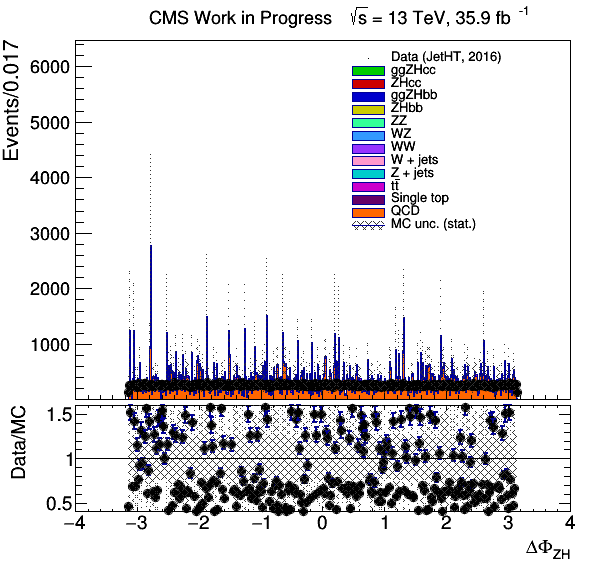 CMS Work in Progress √s = 13 TeV, 35.9 fb⁻¹
Events/0.017
6000
5000
4000
3000
2000
1000
Data (JetHT, 2016)
ggZHcc
ZHcc
ggZHbb
ZHbb
ZZ
WZ
WW
W + jets
Z + jets
tt̄
Single top
QCD
MC unc. (stat.)
Data/MC
1.5
1
0.5
−4 −3 −2 −1 0 1 2 3 4
ΔΦ_ZH